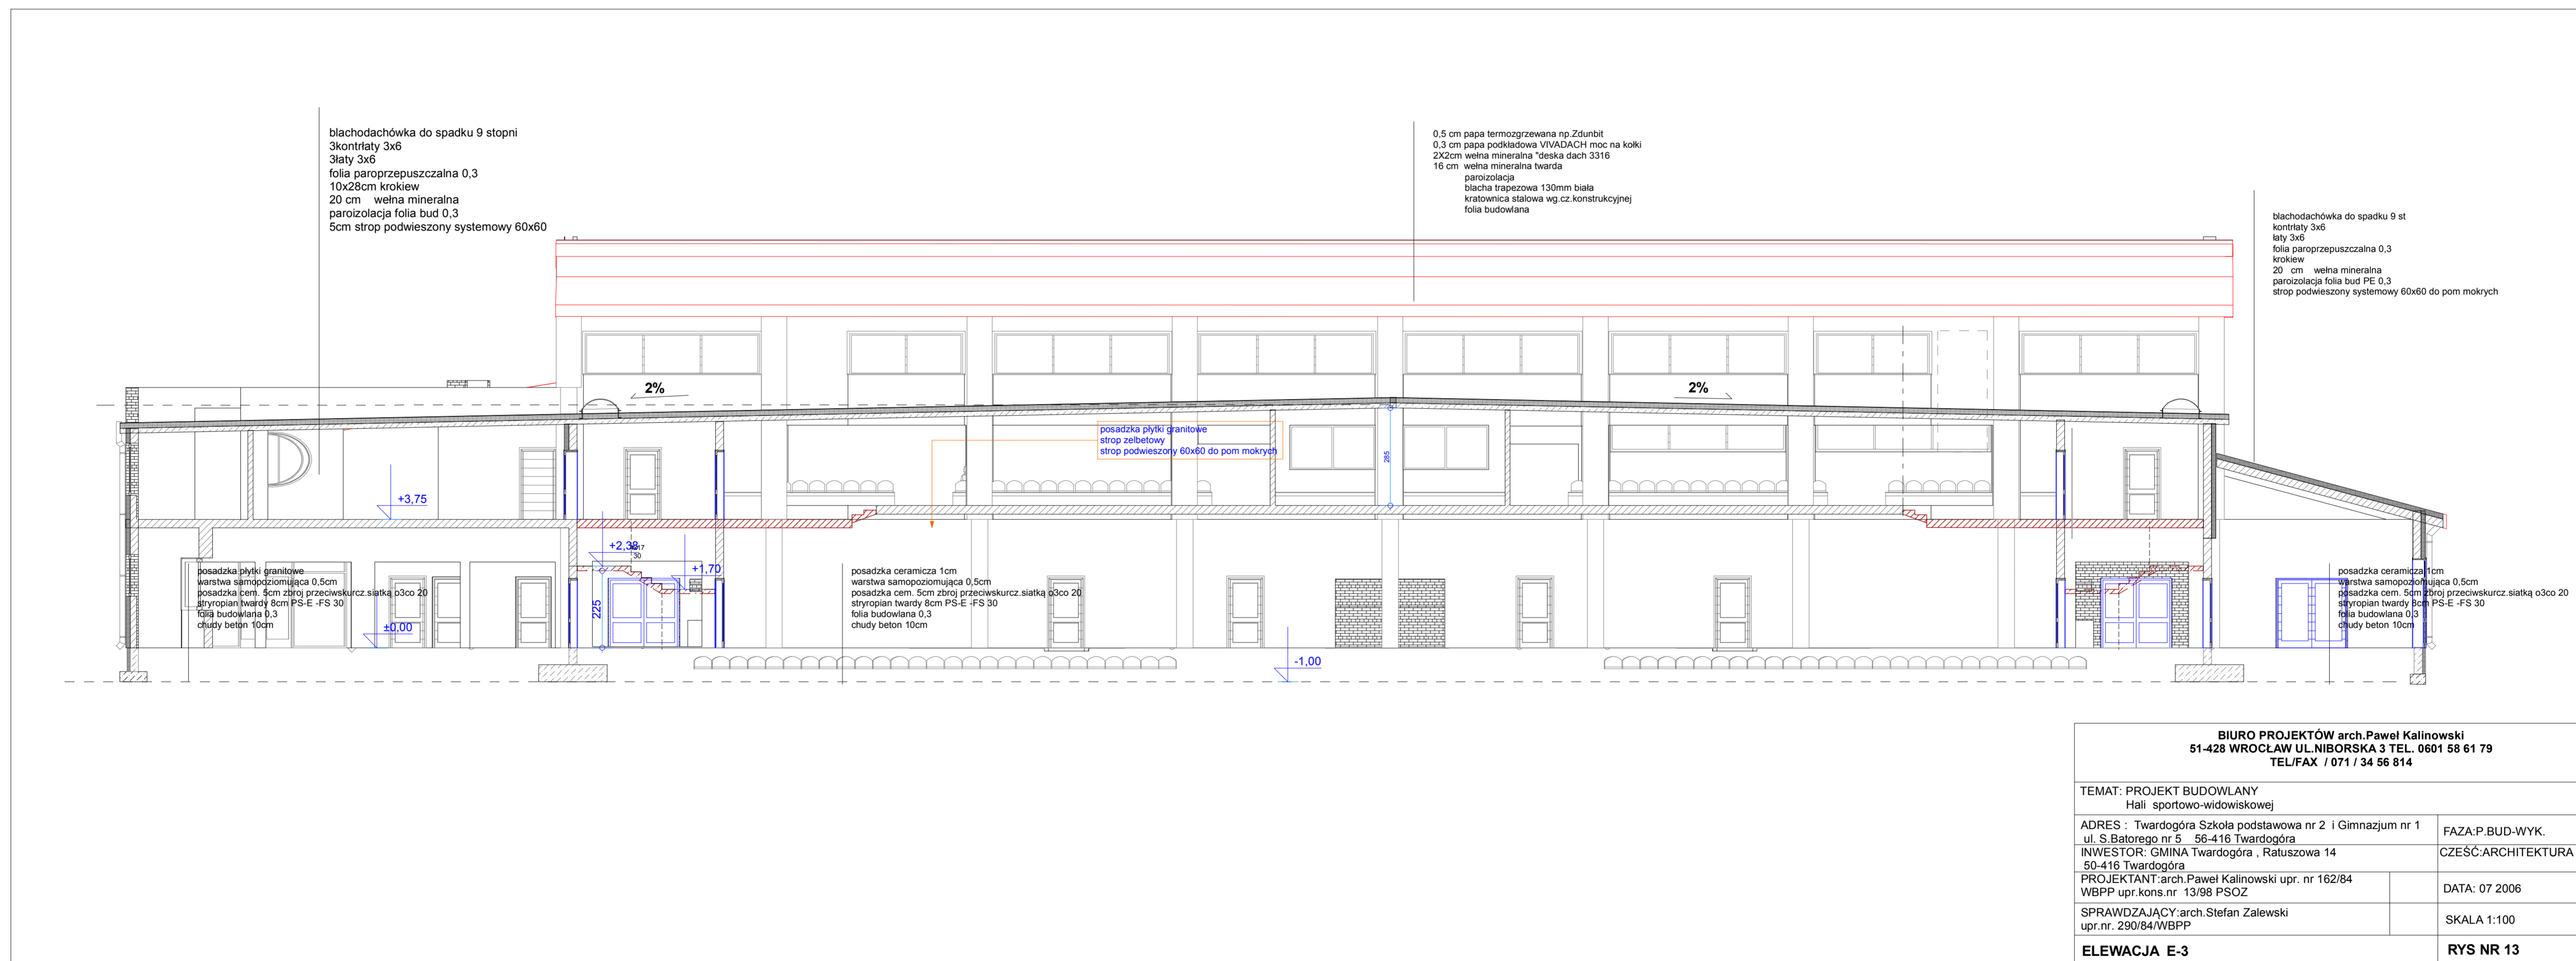 blachodachówka do spadku 9 stopni
3kontrłaty 3x6
3łaty 3x6
folia paroprzepuszczalna 0,3
10x28cm krokiew
20 cm wełna mineralna
paroizolacja folia bud 0,3
5cm strop podwieszony systemowy 60x60
0,5 cm papa termozgrzewana np.Zdunbit
0,3 cm papa podkładowa VIVADACH moc na kołki
2X2cm wełna mineralna "deska dach 3316
16 cm wełna mineralna twarda
paroizolacja
blacha trapezowa 130mm biała
kratownica stalowa wg.cz.konstrukcyjnej
folia budowlana
blachodachówka do spadku 9 st
kontrłaty 3x6
łaty 3x6
folia paroprzepuszczalna 0,3
krokiew
20 cm wełna mineralna
paroizolacja folia bud PE 0,3
strop podwieszony systemowy 60x60 do pom mokrych
2%
2%
posadzka płytki granitowe
strop zelbetowy
strop podwieszony 60x60 do pom mokrych
285
+3,75
+2,38
30
+1,70
225
±0,00
-1,00
posadzka płytki granitowe
warstwa samopoziomująca 0,5cm
posadzka cem. 5cm zbroj przeciwskurcz.siatką o3co 20
stryropian twardy 8cm PS-E -FS 30
folia budowlana 0,3
chudy beton 10cm
posadzka ceramicza 1cm
warstwa samopoziomująca 0,5cm
posadzka cem. 5cm zbroj przeciwskurcz.siatką o3co 20
stryropian twardy 8cm PS-E -FS 30
folia budowlana 0,3
chudy beton 10cm
posadzka ceramicza 1cm
warstwa samopoziomująca 0,5cm
posadzka cem. 5cm zbroj przeciwskurcz.siatką o3co 20
stryropian twardy 8cm PS-E -FS 30
folia budowlana 0,3
chudy beton 10cm
BIURO PROJEKTÓW arch.Paweł Kalinowski
51-428 WROCŁAW UL.NIBORSKA 3 TEL. 0601 58 61 79
TEL/FAX / 071 / 34 56 814
TEMAT: PROJEKT BUDOWLANY
Hali sportowo-widowiskowej
ADRES : Twardogóra Szkoła podstawowa nr 2 i Gimnazjum nr 1
ul. S.Batorego nr 5 56-416 Twardogóra
FAZA:P.BUD-WYK.
INWESTOR: GMINA Twardogóra , Ratuszowa 14
50-416 Twardogóra
CZEŚĆ:ARCHITEKTURA
PROJEKTANT:arch.Paweł Kalinowski upr. nr 162/84
WBPP upr.kons.nr 13/98 PSOZ
DATA: 07 2006
SPRAWDZAJĄCY:arch.Stefan Zalewski
upr.nr. 290/84/WBPP
SKALA 1:100
ELEWACJA E-3
RYS NR 13